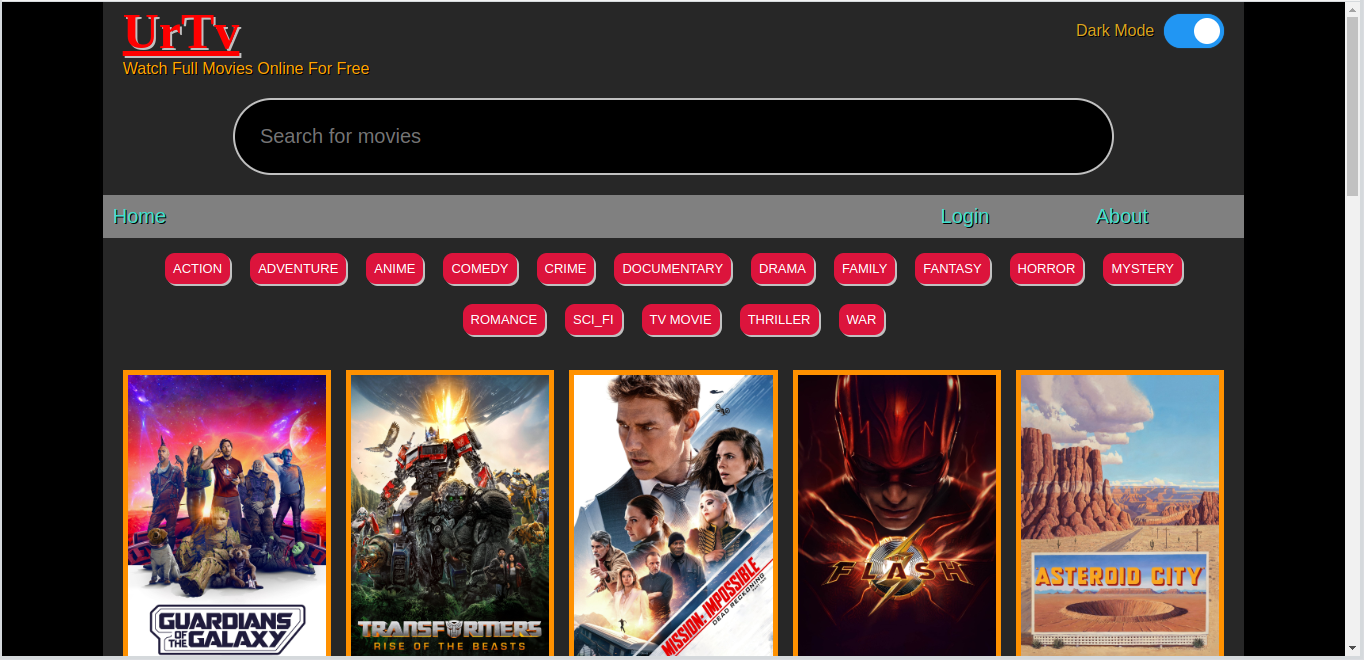 UrTv
Dark Mode
Watch Full Movies Online For Free
Search for movies
Home Login About
ACTION ADVENTURE ANIME COMEDY CRIME DOCUMENTARY DRAMA FAMILY FANTASY HORROR MYSTERY
ROMANCE SCI_FI TV MOVIE THRILLER WAR
GUARDIANS
OF THE GALAXY
TRANSFORMERS
RISE OF THE BEASTS
MISSION: IMPOSSIBLE
DEAD RECKONING
FLASH
ASTEROID CITY